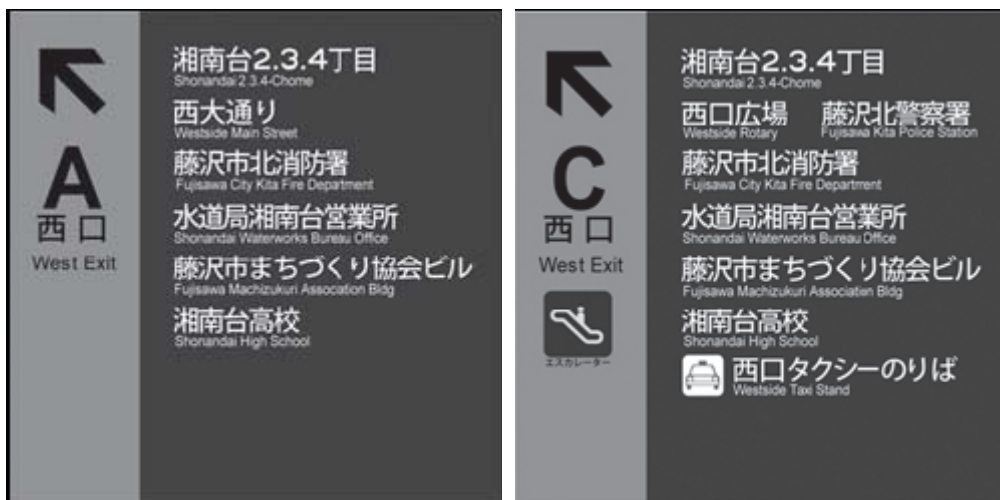 湘南台2.3.4丁目
Shonandai 2.3.4-Chome
西大通り
Westside Main Street
藤沢市北消防署
Fujisawa City Kita Fire Department
水道局湘南台営業所
Shonandai Waterworks Bureau Office
藤沢市まちづくり協会ビル
Fujisawa Machizukuri Association Bldg
湘南台高校
Shonandai High School
A
西口
West Exit
湘南台2.3.4丁目
Shonandai 2.3.4-Chome
西口広場 藤沢北警察署
Westside Rotary Fujisawa Kita Police Station
藤沢市北消防署
Fujisawa City Kita Fire Department
水道局湘南台営業所
Shonandai Waterworks Bureau Office
藤沢市まちづくり協会ビル
Fujisawa Machizukuri Association Bldg
湘南台高校
Shonandai High School
西口タクシーのりば
Westside Taxi Stand
C
西口
West Exit
エスカレーター